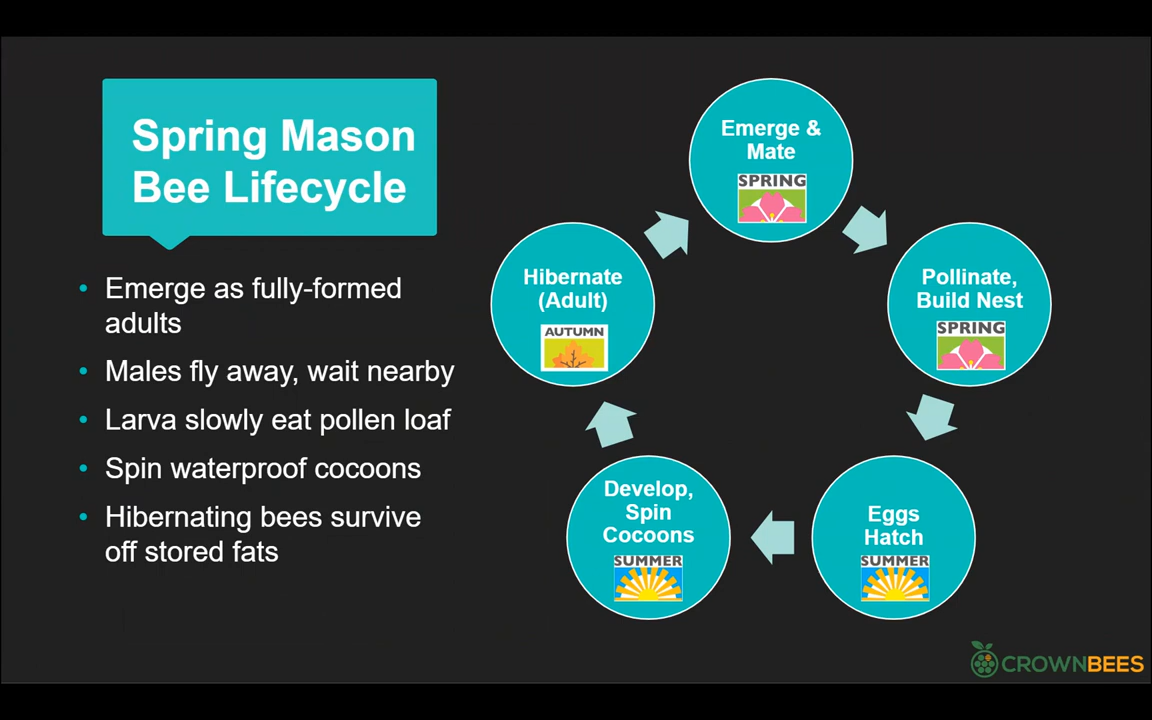 Spring Mason
Bee Lifecycle
• Emerge as fully-formed
adults
• Males fly away, wait nearby
• Larva slowly eat pollen loaf
• Spin waterproof cocoons
• Hibernating bees survive
off stored fats
Emerge &
Mate
SPRING
Pollinate,
Build Nest
SPRING
Eggs
Hatch
SUMMER
Develop,
Spin
Cocoons
SUMMER
Hibernate
(Adult)
AUTUMN
CROWNBEES